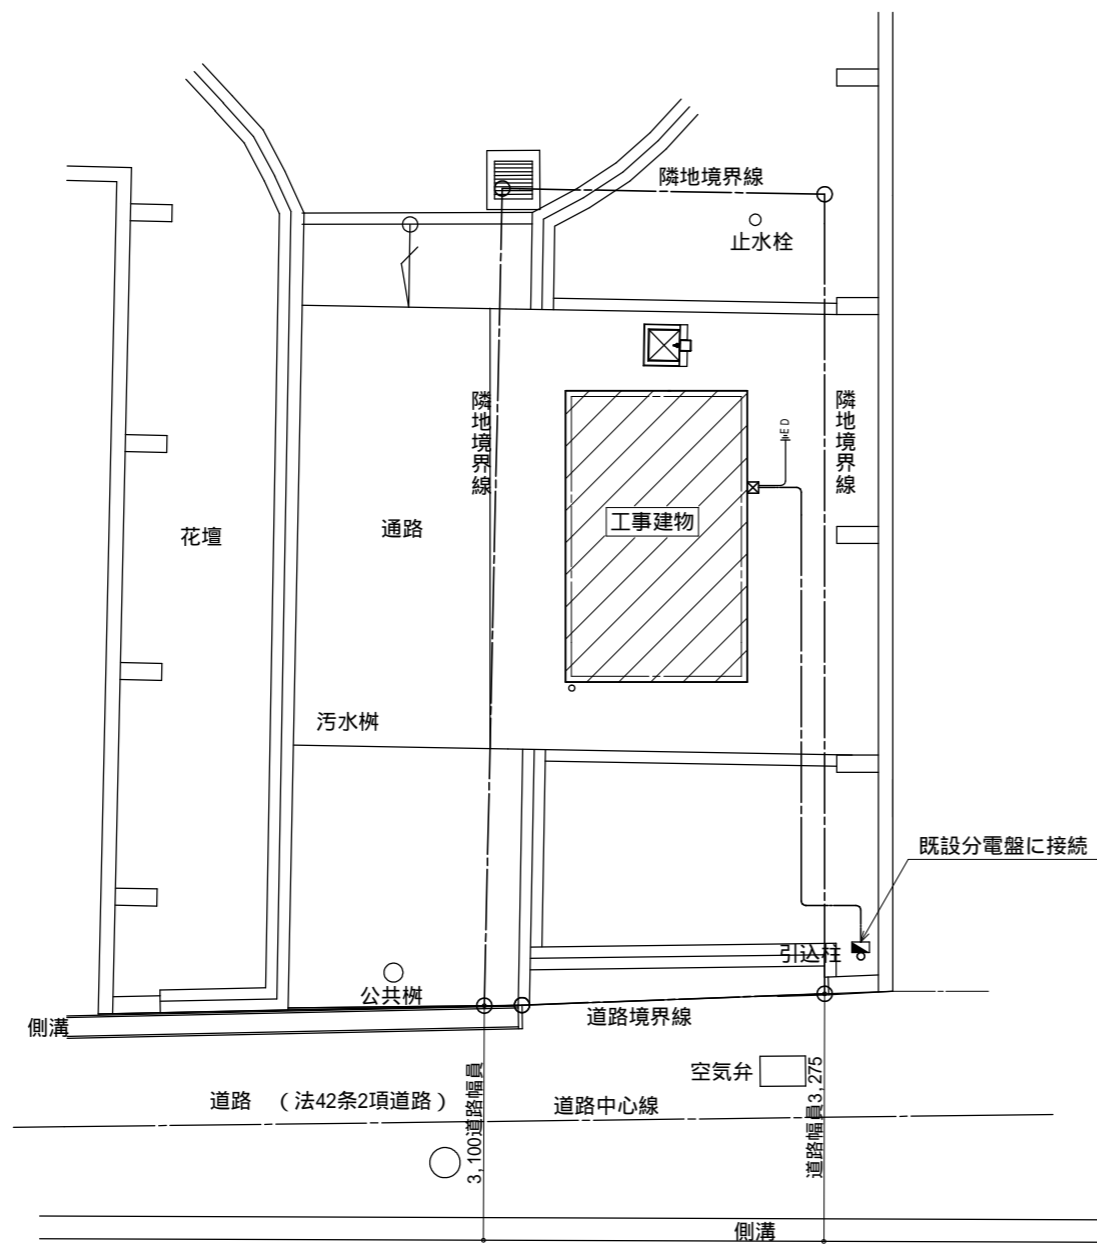 隣地境界線
止水栓
隣地境界線
隣地境界線
ED
工事建物
通路
花壇
汚水桝
既設分電盤に接続
引込柱
公共桝
側溝
道路境界線
空気弁
道路 (法42条2項道路)
道路中心線
3,100道路幅員
道路幅員3,275
側溝